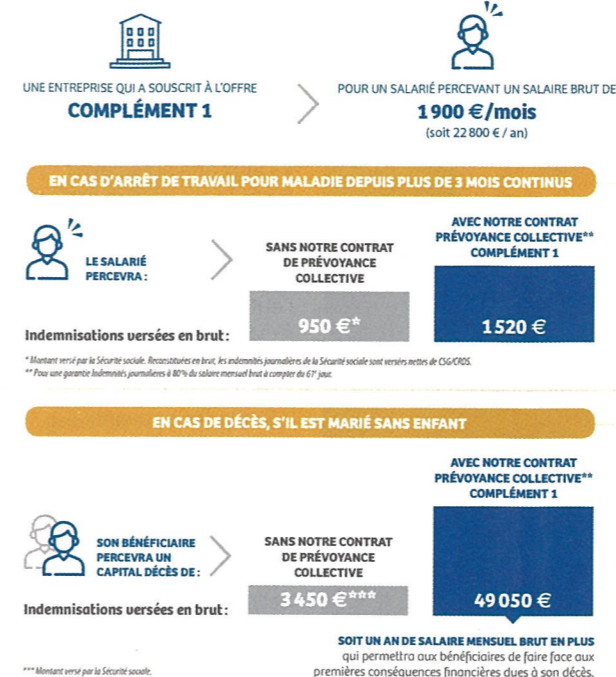 UNE ENTREPRISE QUI A SOUSCRIT À L'OFFRE
COMPLÉMENT 1
POUR UN SALARIÉ PERCEVANT UN SALAIRE BRUT DE
1 900 €/mois
(soit 22 800 € / an)
EN CAS D'ARRÊT DE TRAVAIL POUR MALADIE DEPUIS PLUS DE 3 MOIS CONTINUS
LE SALARIÉ
PERCEVRA :
SANS NOTRE CONTRAT
DE PRÉVOYANCE
COLLECTIVE
AVEC NOTRE CONTRAT
PRÉVOYANCE COLLECTIVE**
COMPLÉMENT 1
Indemnisations versées en brut :
950 €*
1 520 €
* Montant versé par la Sécurité sociale. Reconstituées en brut, les indemnités journalières de la Sécurité sociale sont versées nettes de CSG/CRDS.
** Pour une garantie Indemnités journalières à 80% du salaire mensuel brut à compter du 61e jour.
EN CAS DE DÉCÈS, S'IL EST MARIÉ SANS ENFANT
SON BÉNÉFICIAIRE
PERCEVRA UN
CAPITAL DÉCÈS DE :
SANS NOTRE CONTRAT
DE PRÉVOYANCE
COLLECTIVE
AVEC NOTRE CONTRAT
PRÉVOYANCE COLLECTIVE**
COMPLÉMENT 1
Indemnisations versées en brut :
3 450 €***
49 050 €
SOIT UN AN DE SALAIRE MENSUEL BRUT EN PLUS
qui permettra aux bénéficiaires de faire face aux
premières conséquences financières dues à son décès.
*** Montant versé par la Sécurité sociale.